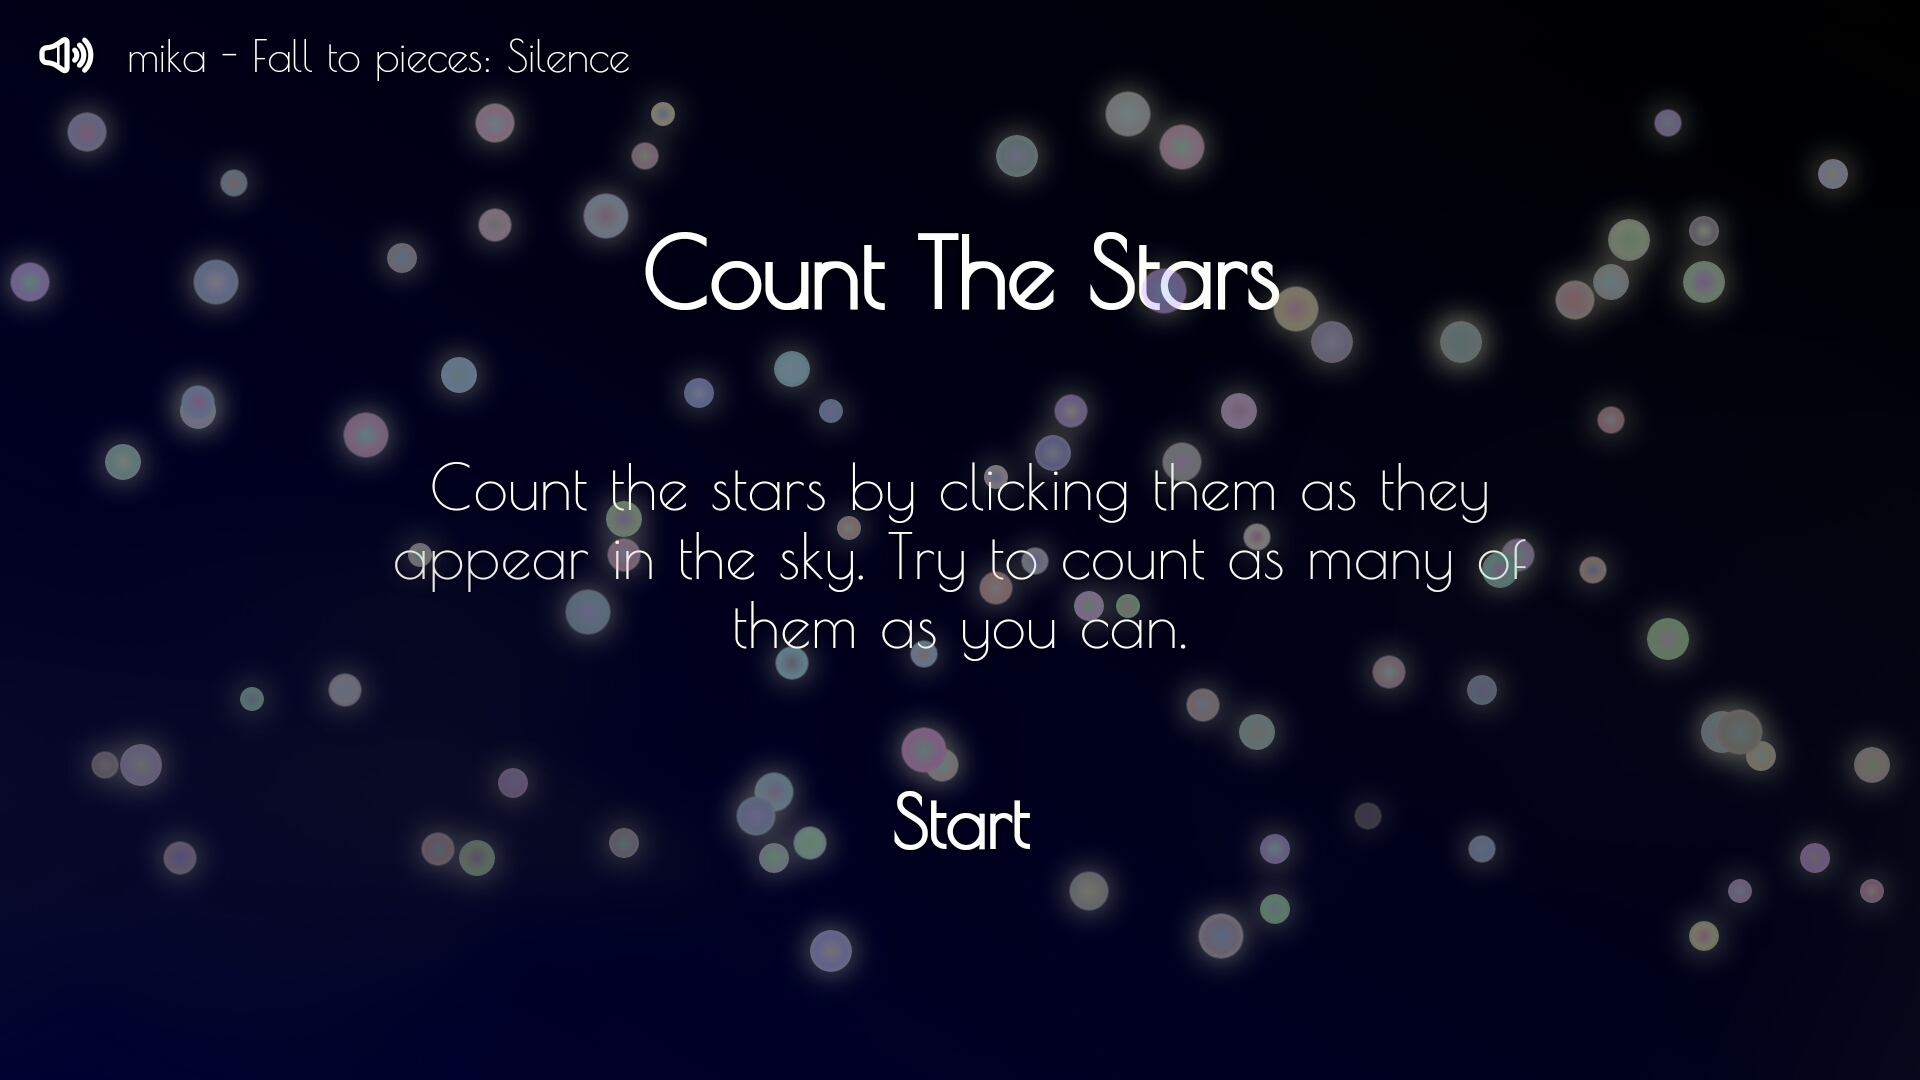 mika - Fall to pieces: Silence
Count The Stars
Count the stars by clicking them as they
appear in the sky. Try to count as many of
them as you can.
Start